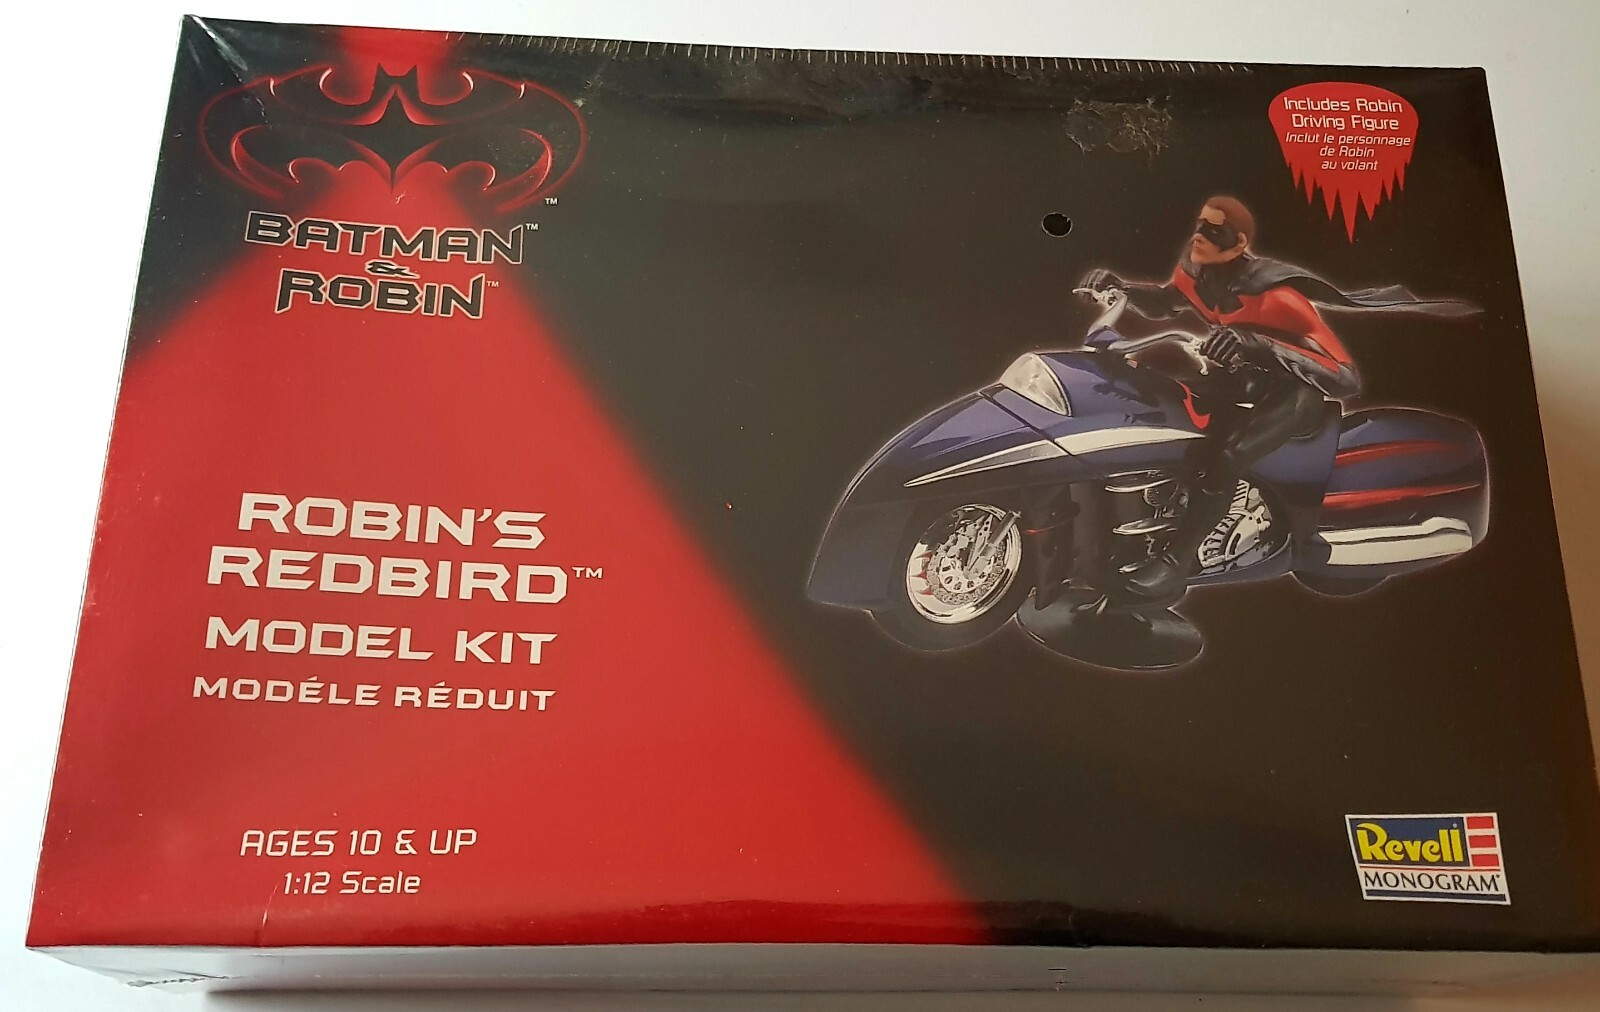 BATMAN™
&
ROBIN™
™
Includes Robin
Driving Figure
Inclut le personnage
de Robin
au volant
ROBIN'S
REDBIRD™
MODEL KIT
MODÉLE RÉDUIT
AGES 10 & UP
1:12 Scale
Revell
MONOGRAM